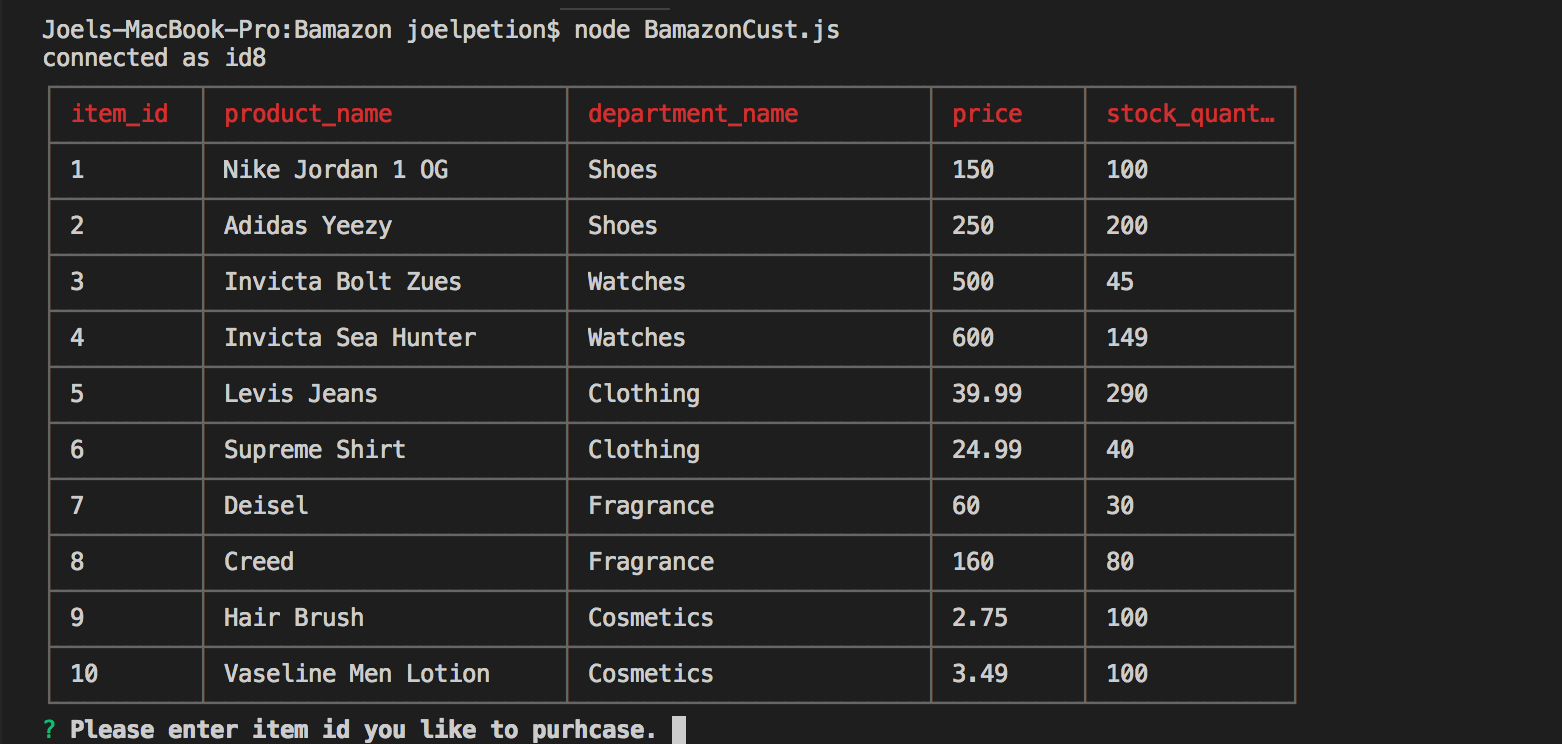 Joels-MacBook-Pro:Bamazon joelpetion$ node BamazonCust.js
connected as id8
item_id product_name department_name price stock_quant…
1 Nike Jordan 1 OG Shoes 150 100
2 Adidas Yeezy Shoes 250 200
3 Invicta Bolt Zues Watches 500 45
4 Invicta Sea Hunter Watches 600 149
5 Levis Jeans Clothing 39.99 290
6 Supreme Shirt Clothing 24.99 40
7 Deisel Fragrance 60 30
8 Creed Fragrance 160 80
9 Hair Brush Cosmetics 2.75 100
10 Vaseline Men Lotion Cosmetics 3.49 100
? Please enter item id you like to purhcase.